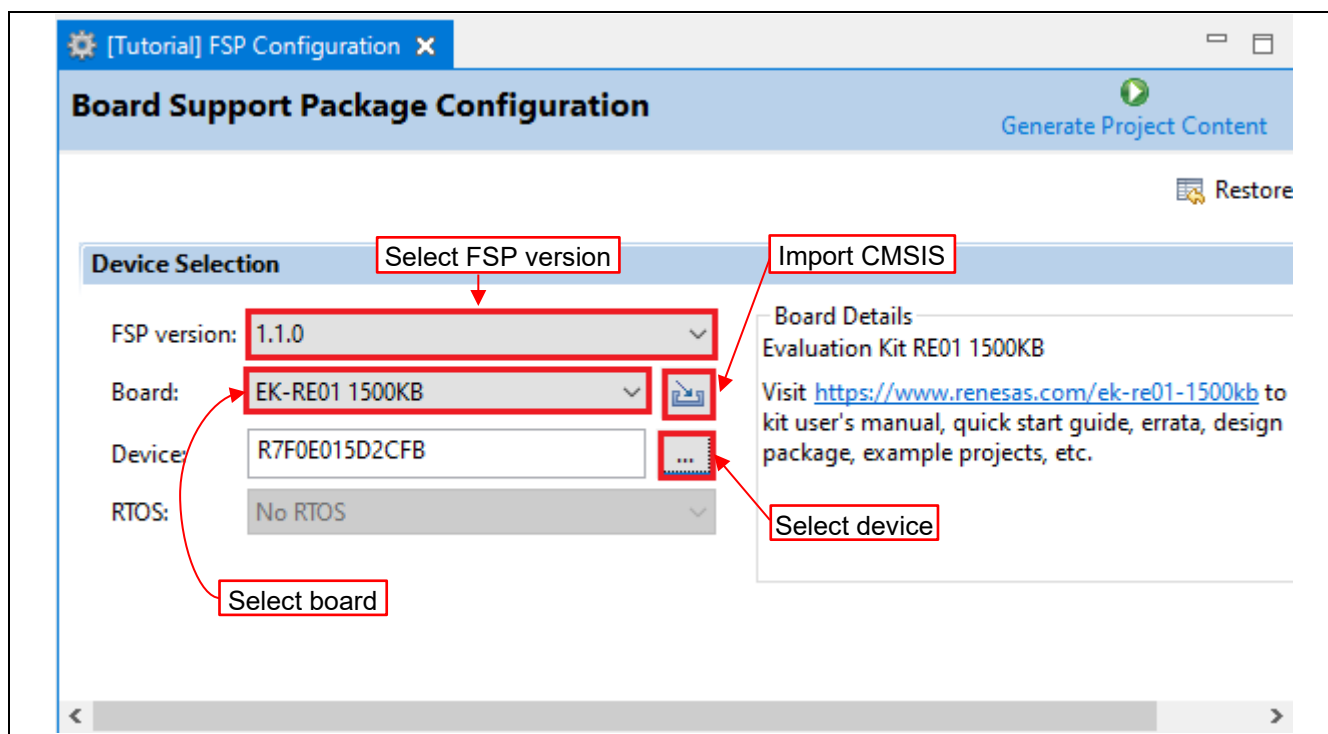 [Tutorial] FSP Configuration
Board Support Package Configuration
Generate Project Content
Restore
Device Selection
Select FSP version
Import CMSIS
FSP version:
1.1.0
Board:
EK-RE01 1500KB
Device:
R7F0E015D2CFB
...
RTOS:
No RTOS
Board Details
Evaluation Kit RE01 1500KB
Visit https://www.renesas.com/ek-re01-1500kb to
kit user's manual, quick start guide, errata, design
package, example projects, etc.
Select device
Select board